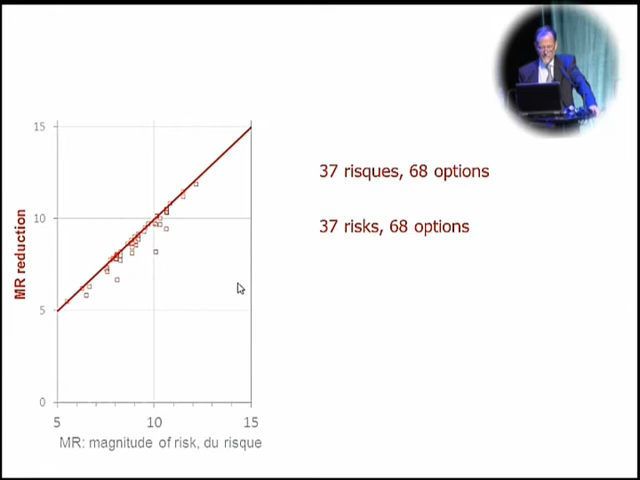 37 risques, 68 options
37 risks, 68 options
MR reduction
15
10
5
0
5 10 15
MR: magnitude of risk, du risque